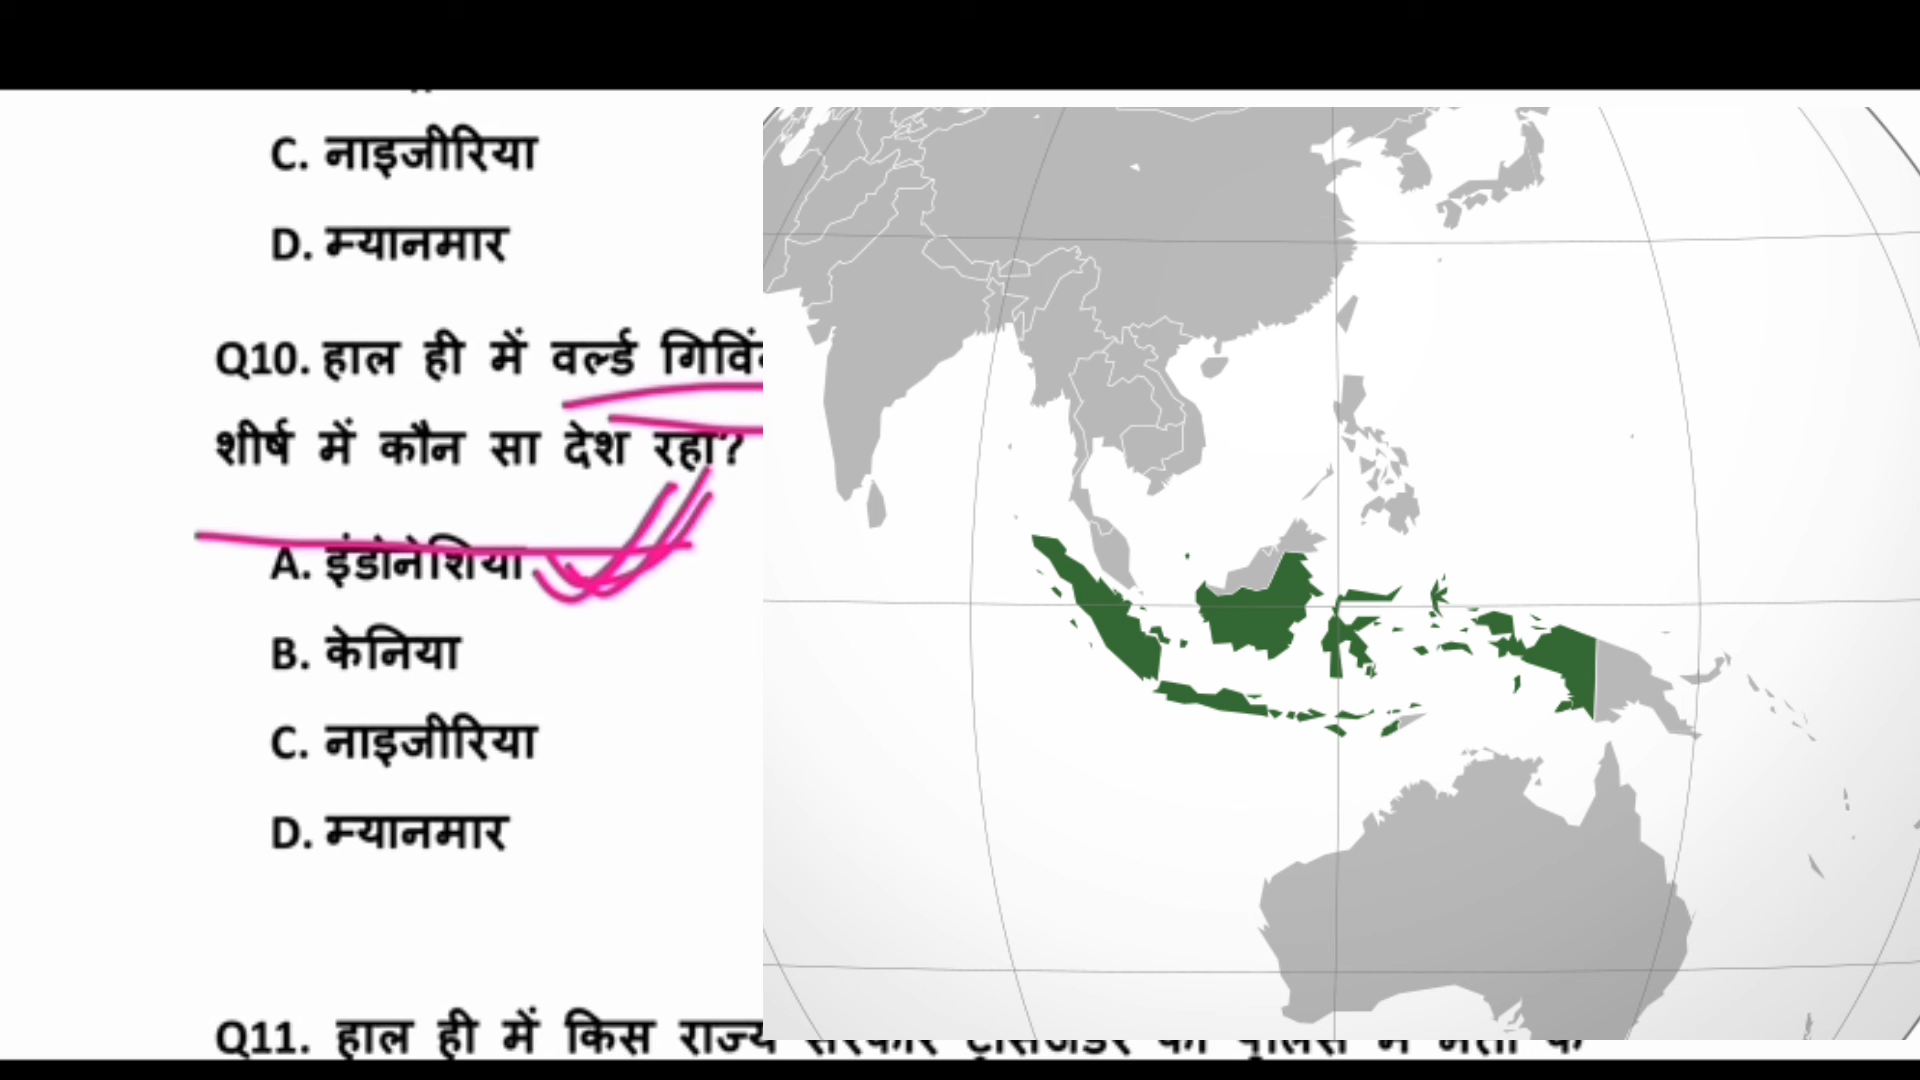 C. नाइजीरिया
D. म्यानमार
Q10. हाल ही में वर्ल्ड
शीर्ष में कौन सा देश रहा?
A. इंडोनेशिया
B. केनिया
C. नाइजीरिया
D. म्यानमार
Q11. हाल ही में किस राज्य